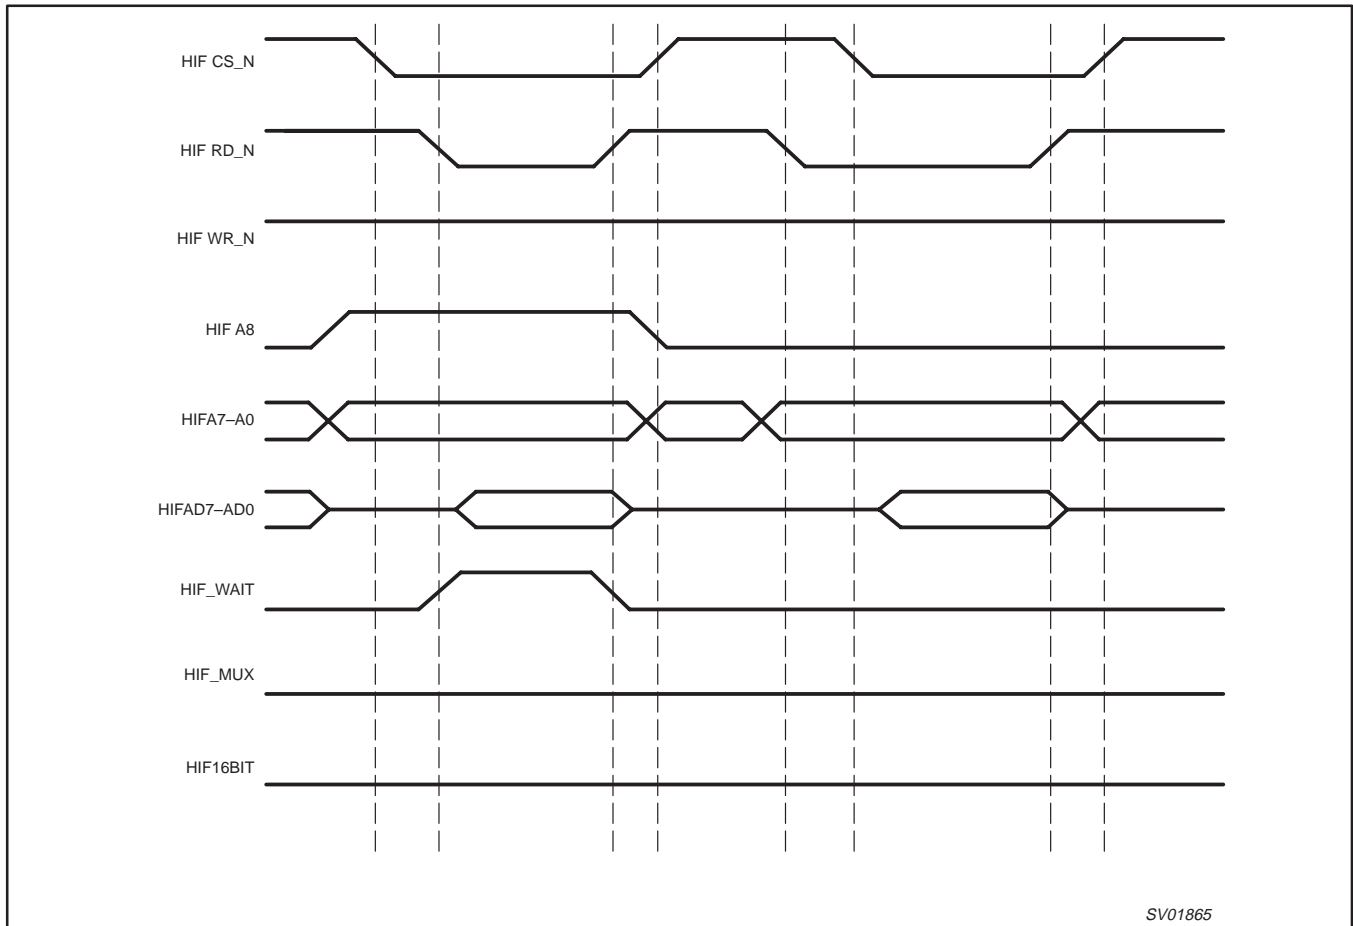 HIF CS_N
HIF RD_N
HIF WR_N
HIF A8
HIFA7–A0
HIFAD7–AD0
HIF_WAIT
HIF_MUX
HIF16BIT
SV01865